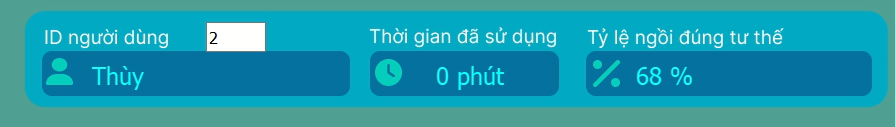 ID người dùng 2 Thời gian đã sử dụng Tỷ lệ ngồi đúng tư thế
Thùy 0 phút 68 %